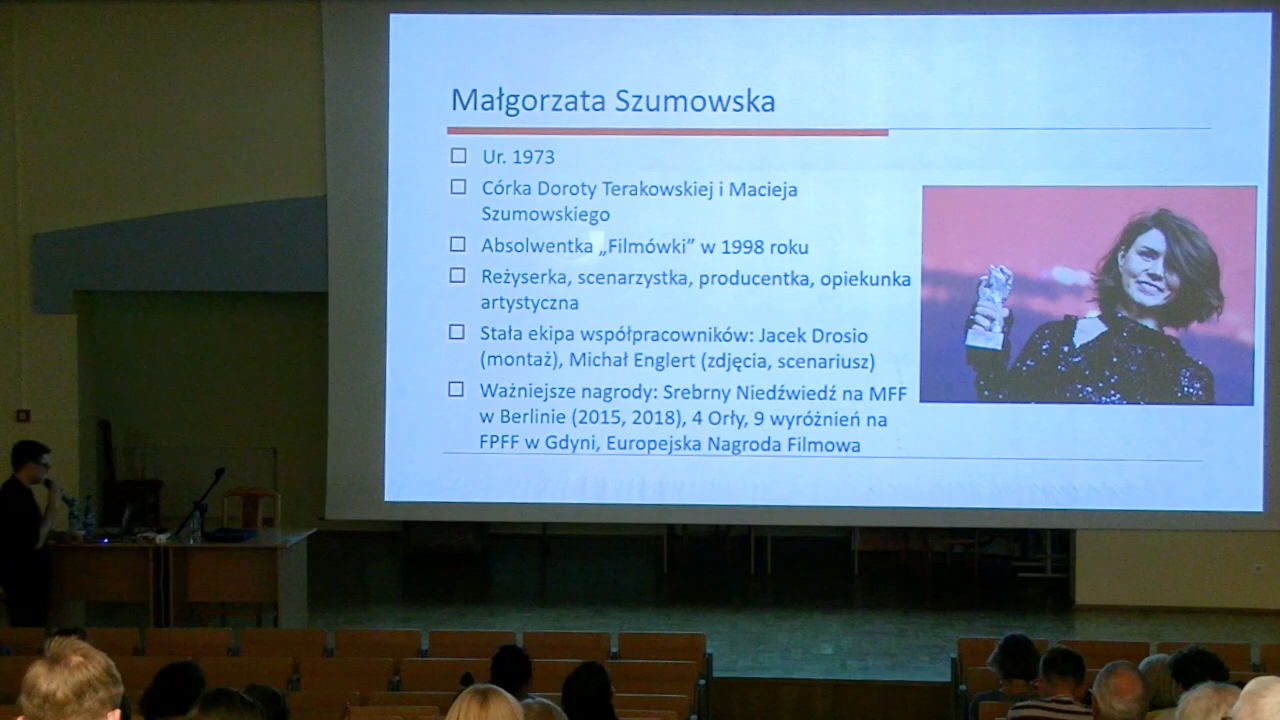 Małgorzata Szumowska
Ur. 1973
Córka Doroty Terakowskiej i Macieja
Szumowskiego
Absolwentka „Filmówki” w 1998 roku
Reżyserka, scenarzystka, producentka, opiekunka
artystyczna
Stała ekipa współpracowników: Jacek Drosio
(montaż), Michał Englert (zdjęcia, scenariusz)
Ważniejsze nagrody: Srebrny Niedźwiedź na MFF
w Berlinie (2015, 2018), 4 Orły, 9 wyróżnień na
FPFF w Gdyni, Europejska Nagroda Filmowa